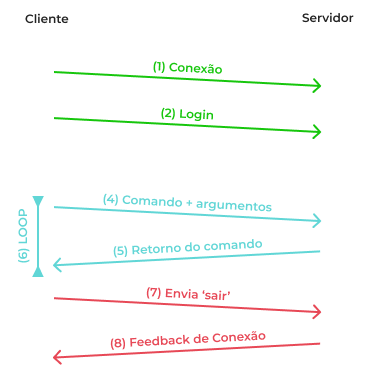 Cliente
Servidor
(1) Conexão
(2) Login
(4) Comando + argumentos
(5) Retorno do comando
(6) LOOP
(7) Envia ‘sair’
(8) Feedback de Conexão